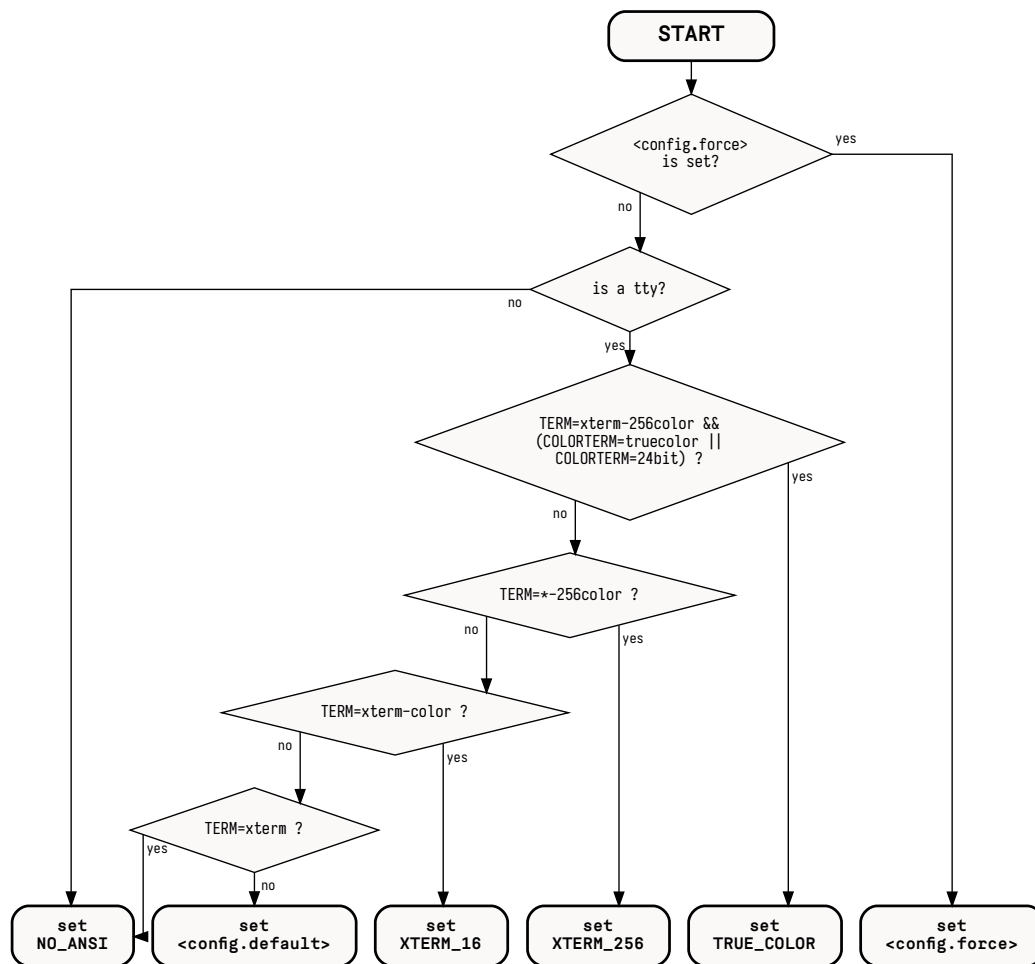 START
<config.force>
is set?
yes
no
is a tty?
no
yes
TERM=xterm-256color &&
(COLORTERM=truecolor ||
COLORTERM=24bit) ?
yes
no
TERM=*-256color ?
no
yes
TERM=xterm-color ?
no
yes
TERM=xterm ?
yes
no
set
NO_ANSI
set
<config.default>
set
XTERM_16
set
XTERM_256
set
TRUE_COLOR
set
<config.force>